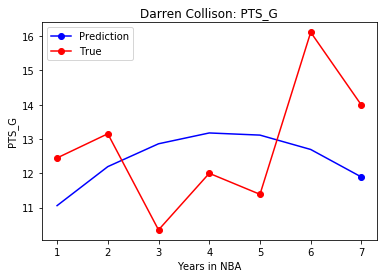 Darren Collison: PTS_G
Prediction
True
16
15
14
13
12
11
PTS_G
1 2 3 4 5 6 7
Years in NBA